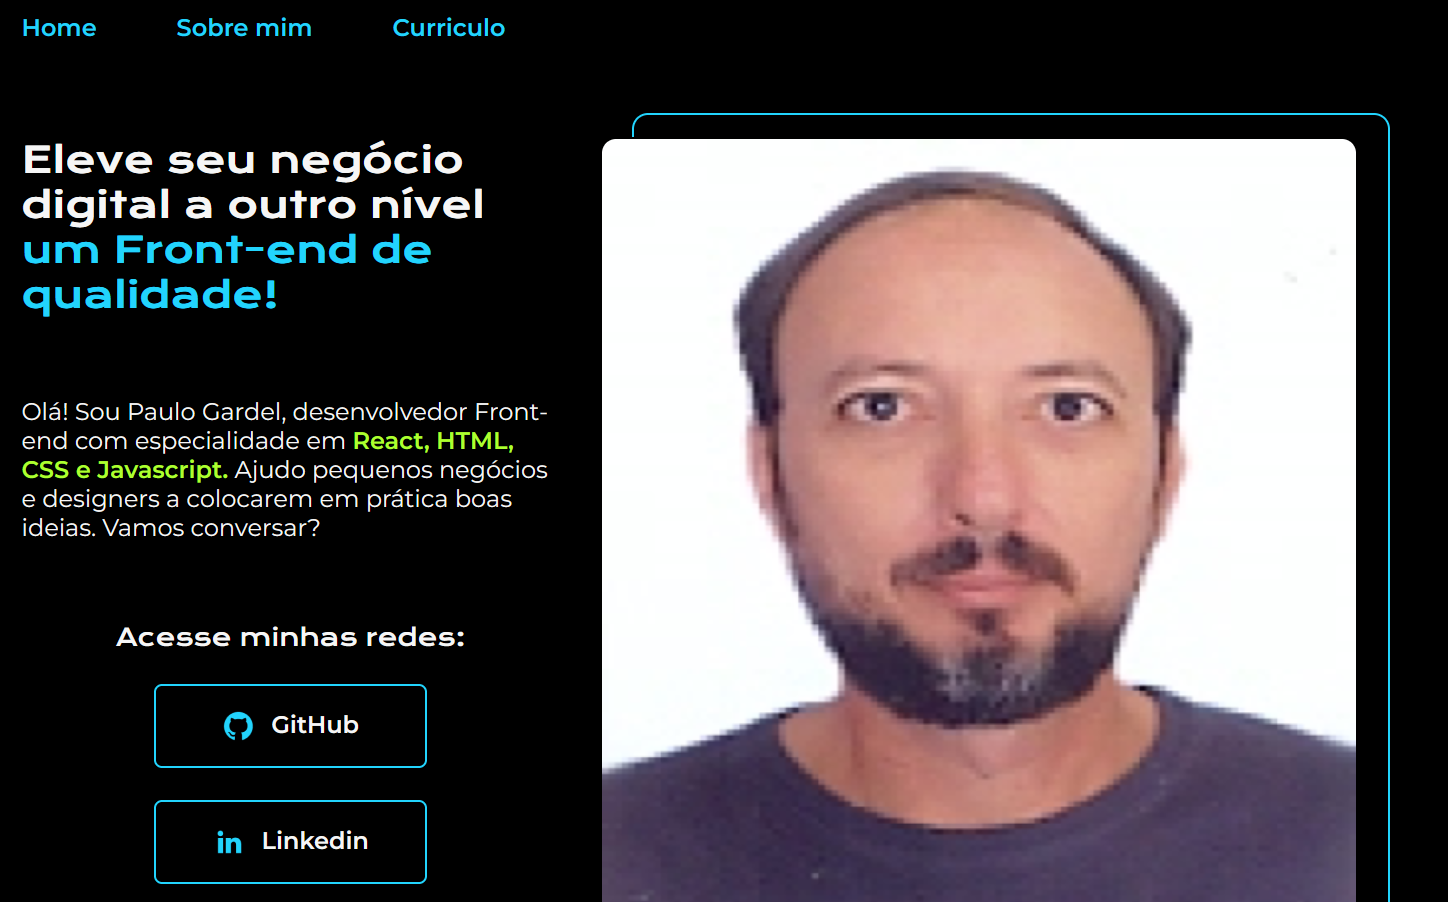 Home Sobre mim Curriculo
Eleve seu negócio
digital a outro nível
um Front-end de
qualidade!
Olá! Sou Paulo Gardel, desenvolvedor Front-
end com especialidade em React, HTML,
CSS e Javascript. Ajudo pequenos negócios
e designers a colocarem em prática boas
ideias. Vamos conversar?
Acesse minhas redes:
GitHub
in Linkedin